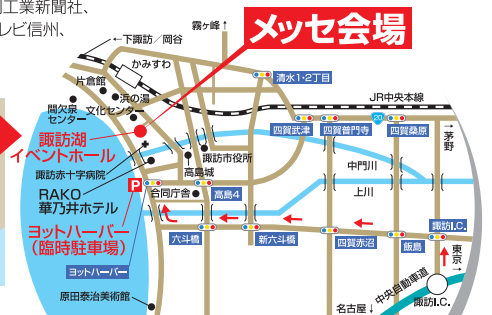 刂工業新聞社、
レビ信州、
メッセ会場
霧ヶ峰↑
←下諏訪／岡谷
かみすわ
片倉館
浜の湯
間欠泉
センター
文化センター
清水1・2丁目
JR中央本線
20
四賀武津
四賀普門寺
四賀桑原
↑茅野
諏訪湖
イベントホール
諏訪赤十字病院
諏訪市役所
高島城
中門川
上川
RAKO
華乃井ホテル
P
合同庁舎
高島4
ヨットハーバー
(臨時駐車場)
六斗橋
新六斗橋
四賀赤沼
飯島
諏訪I.C.
ヨットハーバー
東京→
中央自動車道
原田泰治美術館
名古屋↓
諏訪I.C.